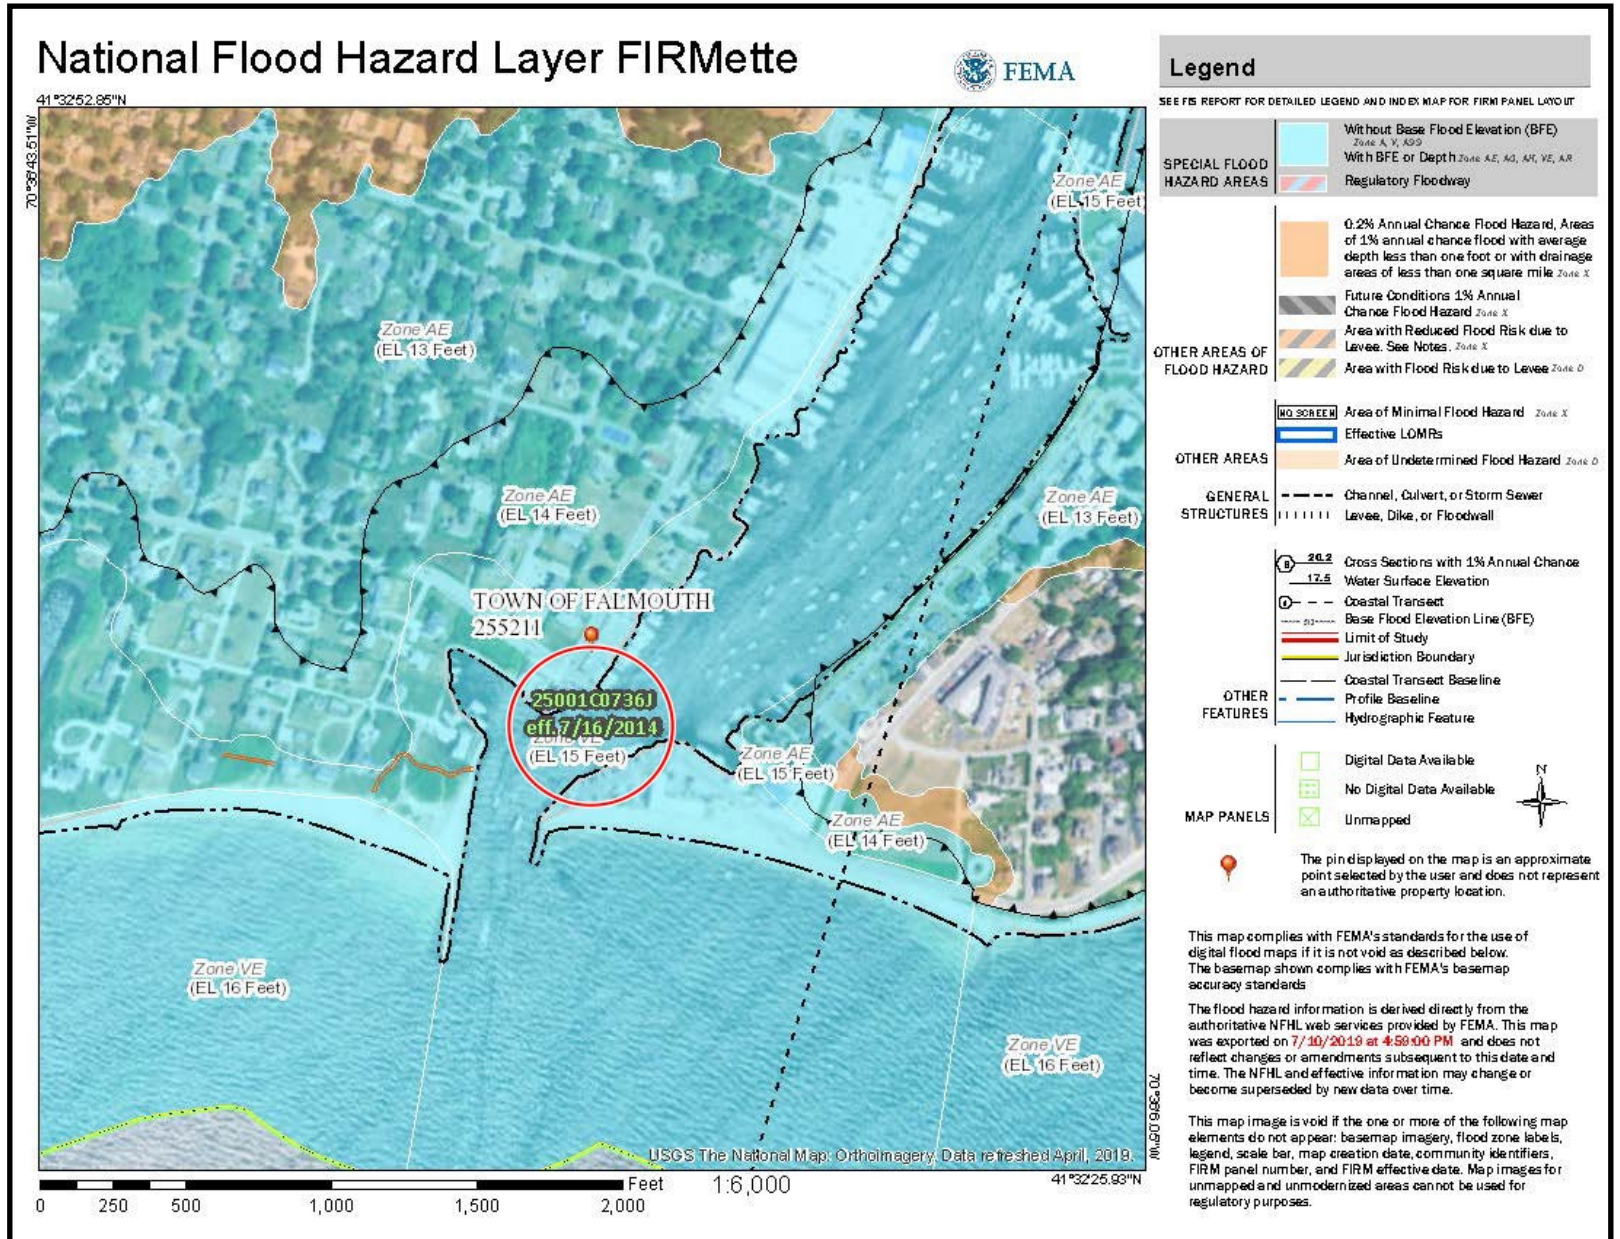 National Flood Hazard Layer FIRMette
FEMA
41°32'52.85"N
70°36'43.51"W
Zone AE
(EL 15 Feet)
Zone AE
(EL 13 Feet)
Zone AE
(EL 14 Feet)
Zone AE
(EL 13 Feet)
TOWN OF FALMOUTH
255211
25001C0736J
eff. 7/16/2014
Zone VE
(EL 15 Feet)
Zone AE
(EL 15 Feet)
Zone AE
(EL 14 Feet)
Zone VE
(EL 16 Feet)
Zone VE
(EL 16 Feet)
USGS The National Map: Orthoimagery. Data refreshed April, 2019.
70°36'6.06"W
41°32'25.93"N
Feet
1:6,000
0 250 500 1,000 1,500 2,000
Legend
SEE FIS REPORT FOR DETAILED LEGEND AND INDEX MAP FOR FIRM PANEL LAYOUT
SPECIAL FLOOD
HAZARD AREAS
Without Base Flood Elevation (BFE)
Zone A, V, A99
With BFE or Depth Zone AE, AO, AH, VE, AR
Regulatory Floodway
OTHER AREAS OF
FLOOD HAZARD
0.2% Annual Chance Flood Hazard, Areas
of 1% annual chance flood with average
depth less than one foot or with drainage
areas of less than one square mile Zone X
Future Conditions 1% Annual
Chance Flood Hazard Zone X
Area with Reduced Flood Risk due to
Levee. See Notes. Zone X
Area with Flood Risk due to Levee Zone D
OTHER AREAS
NO SCREEN Area of Minimal Flood Hazard Zone X
Effective LOMRs
Area of Undetermined Flood Hazard Zone D
GENERAL
STRUCTURES
Channel, Culvert, or Storm Sewer
Levee, Dike, or Floodwall
OTHER
FEATURES
B 20.2 Cross Sections with 1% Annual Chance
17.5 Water Surface Elevation
Coastal Transect
513 Base Flood Elevation Line (BFE)
Limit of Study
Jurisdiction Boundary
Coastal Transect Baseline
Profile Baseline
Hydrographic Feature
MAP PANELS
Digital Data Available
No Digital Data Available
Unmapped
N
The pin displayed on the map is an approximate
point selected by the user and does not represent
an authoritative property location.
This map complies with FEMA's standards for the use of
digital flood maps if it is not void as described below.
The basemap shown complies with FEMA's basemap
accuracy standards
The flood hazard information is derived directly from the
authoritative NFHL web services provided by FEMA. This map
was exported on 7/10/2019 at 4:59:00 PM and does not
reflect changes or amendments subsequent to this date and
time. The NFHL and effective information may change or
become superseded by new data over time.
This map image is void if the one or more of the following map
elements do not appear: basemap imagery, flood zone labels,
legend, scale bar, map creation date, community identifiers,
FIRM panel number, and FIRM effective date. Map images for
unmapped and unmodernized areas cannot be used for
regulatory purposes.